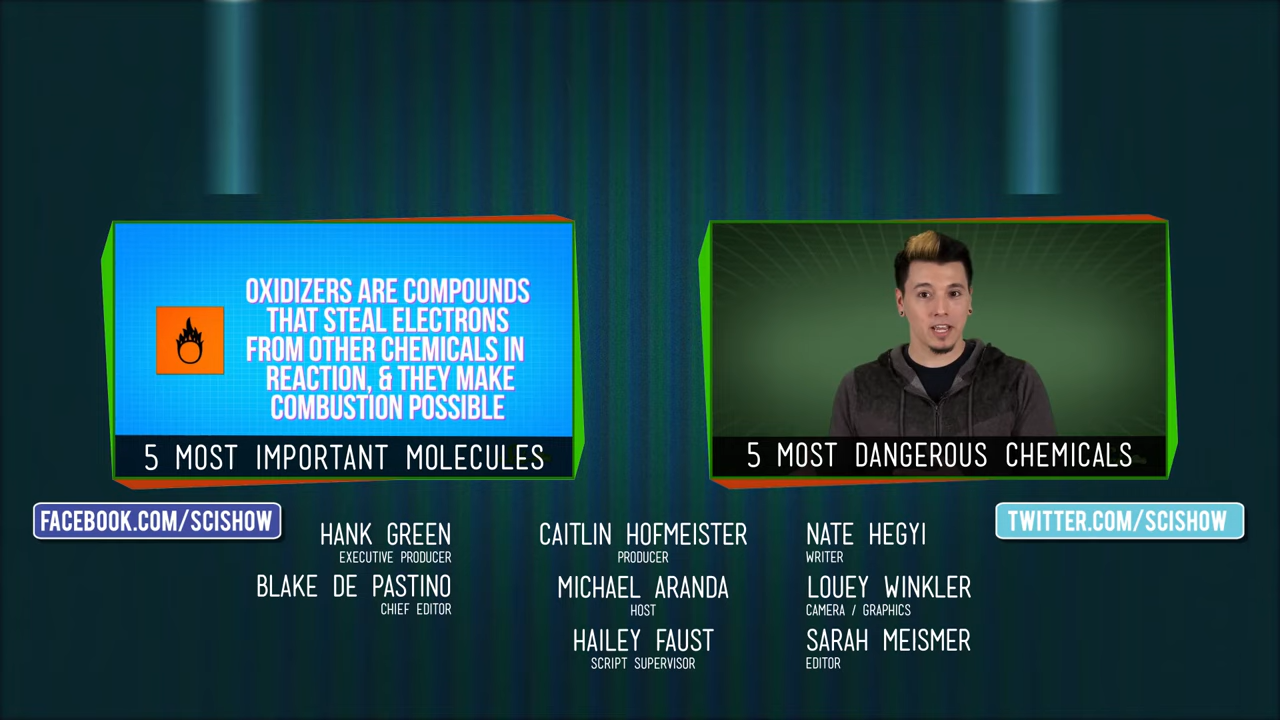 OXIDIZERS ARE COMPOUNDS
THAT STEAL ELECTRONS
FROM OTHER CHEMICALS IN
REACTION, & THEY MAKE
COMBUSTION POSSIBLE
5 MOST IMPORTANT MOLECULES
5 MOST DANGEROUS CHEMICALS
FACEBOOK.COM/SCISHOW
TWITTER.COM/SCISHOW
HANK GREEN
EXECUTIVE PRODUCER
BLAKE DE PASTINO
CHIEF EDITOR
CAITLIN HOFMEISTER
PRODUCER
MICHAEL ARANDA
HOST
HAILEY FAUST
SCRIPT SUPERVISOR
NATE HEGYI
WRITER
LOUEY WINKLER
CAMERA / GRAPHICS
SARAH MEISMER
EDITOR